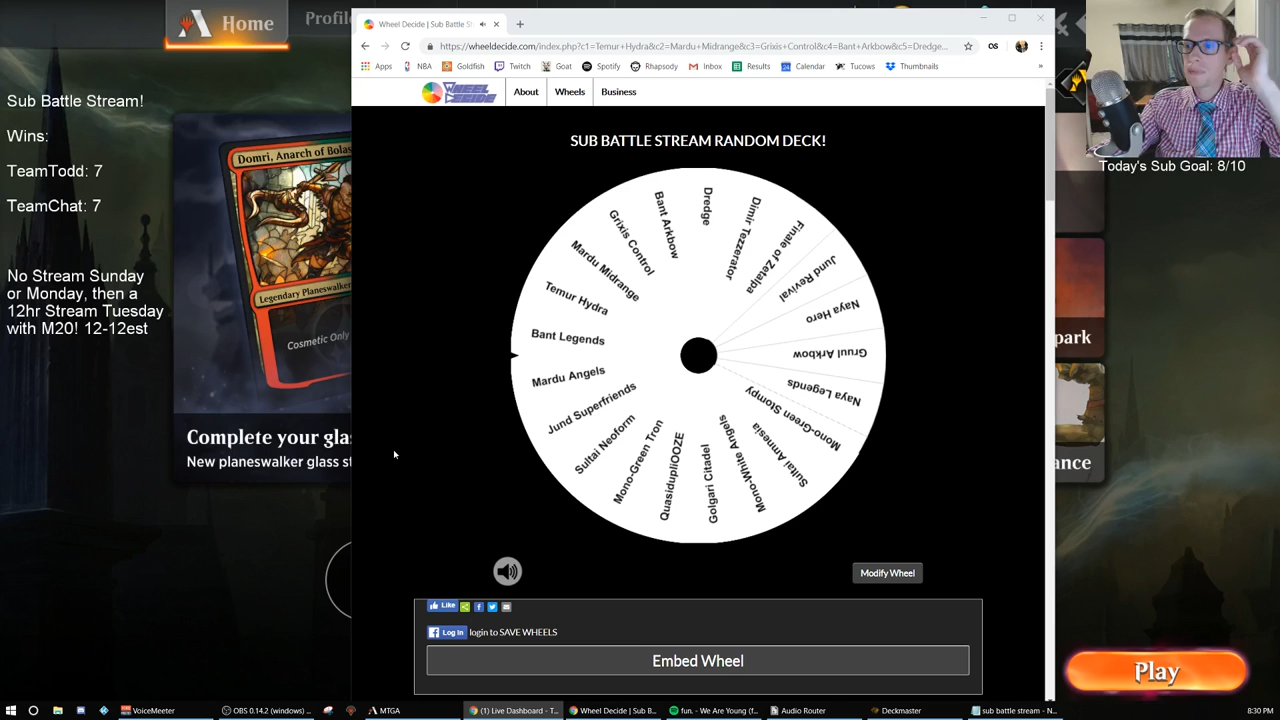 Home
Profile
Sub Battle Stream!
Wins:
TeamTodd: 7
TeamChat: 7
No Stream Sunday
or Monday, then a
12hr Stream Tuesday
with M20! 12-12est
Domri, Anarch of Bolas
Legendary Planeswalker
Cosmetic Only
Complete your gla
New planeswalker glass st
Wheel Decide | Sub Battle St
https://wheeldecide.com/index.php?c1=Temur+Hydra&c2=Mardu+Midrange&c3=Grixis+Control&c4=Bant+Arkbow&c5=Dredge...
Apps
NBA
Goldfish
Twitch
Goat
Spotify
Rhapsody
Inbox
Results
Calendar
Tucows
Thumbnails
»
WHEEL
DECIDE
About
Wheels
Business
SUB BATTLE STREAM RANDOM DECK!
Dredge
Dimir Tezzerator
Finale of Zetalpa
Jund Revival
Naya Hero
Gruul Arkbow
Naya Legends
Mono-Green Stompy
Sultai Amnesia
Mono-White Angels
Golgari Citadel
QuasidupliOOZE
Mono-Green Tron
Sultai Neoform
Jund Superfriends
Mardu Angels
Bant Legends
Temur Hydra
Mardu Midrange
Grixis Control
Bant Arkbow
Modify Wheel
Like
Log In login to SAVE WHEELS
Embed Wheel
Today's Sub Goal: 8/10
park
ance
Play
VoiceMeeter
OBS 0.14.2 (windows) ...
MTGA
(1) Live Dashboard - T...
Wheel Decide | Sub B...
fun. - We Are Young (f...
Audio Router
Deckmaster
sub battle stream - N...
8:30 PM